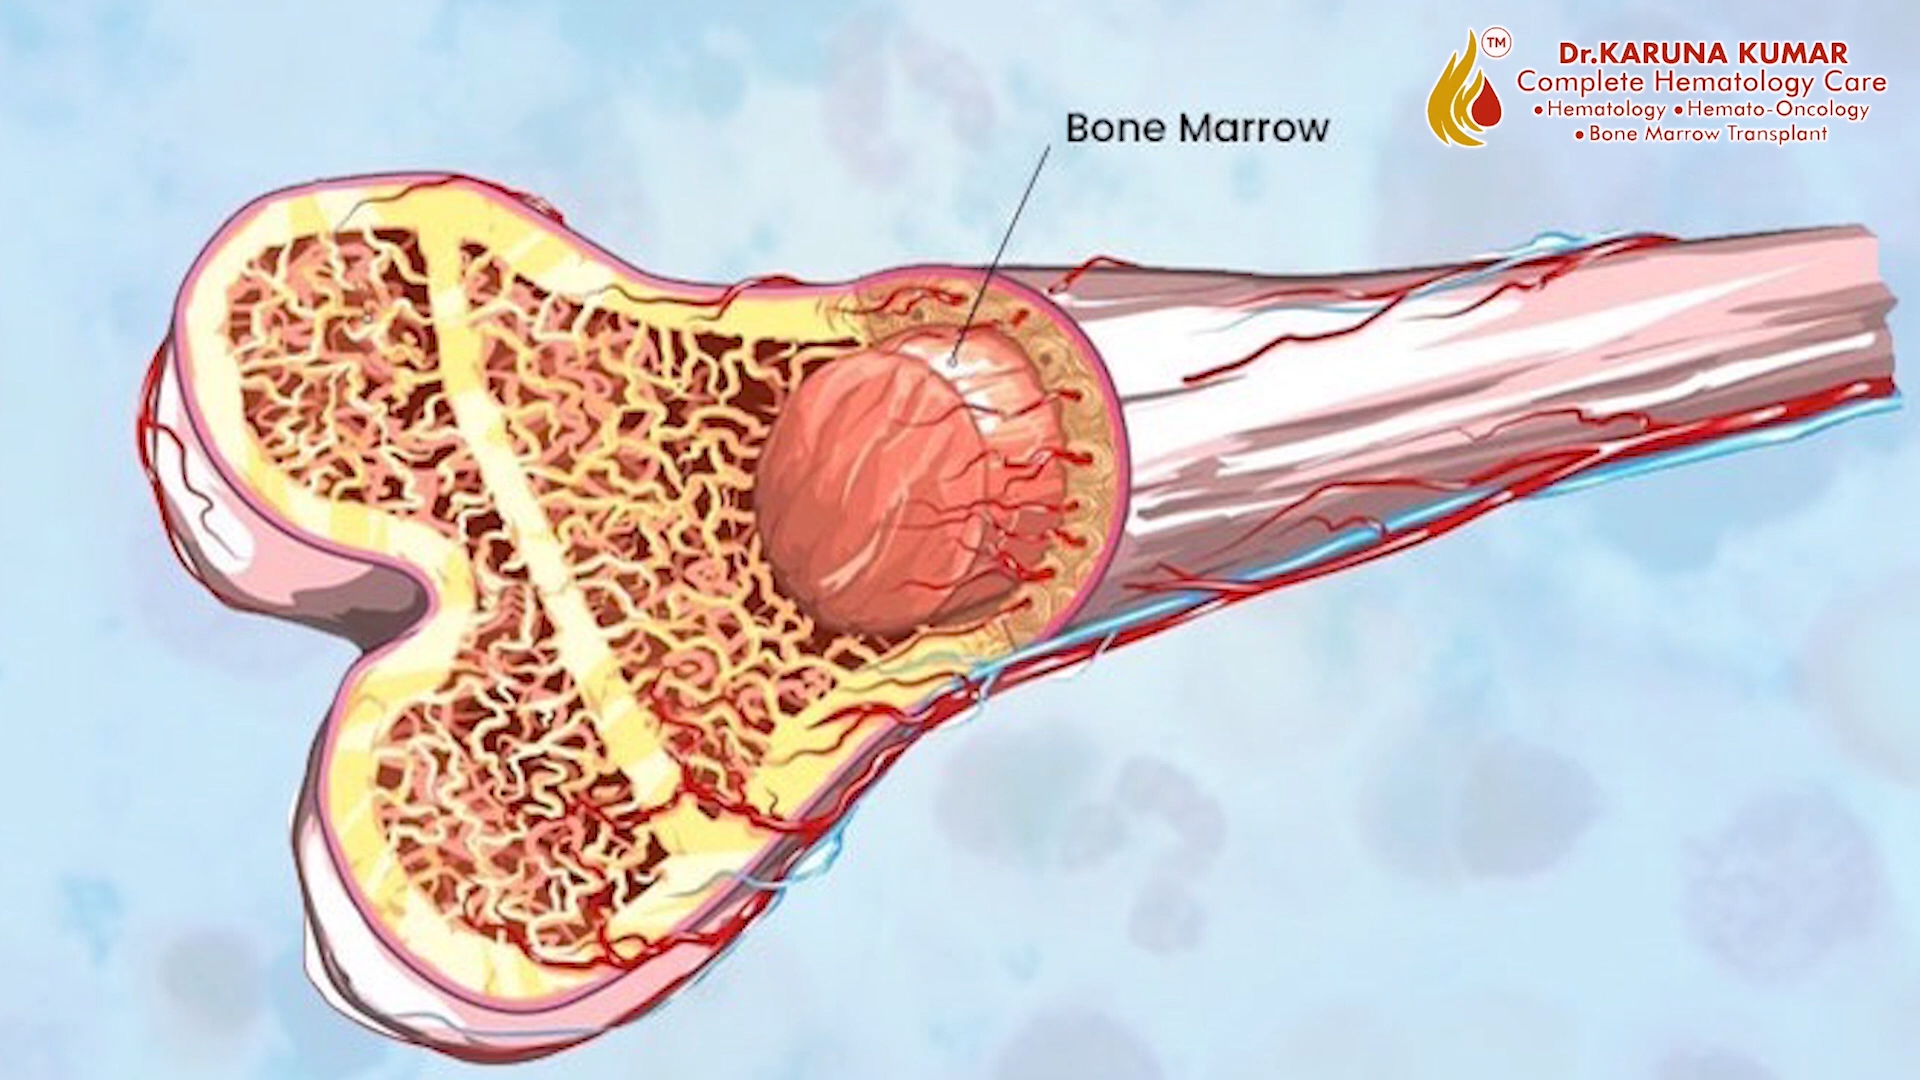 TM
Dr.KARUNA KUMAR
Complete Hematology Care
•Hematology •Hemato-Oncology
•Bone Marrow Transplant
Bone Marrow